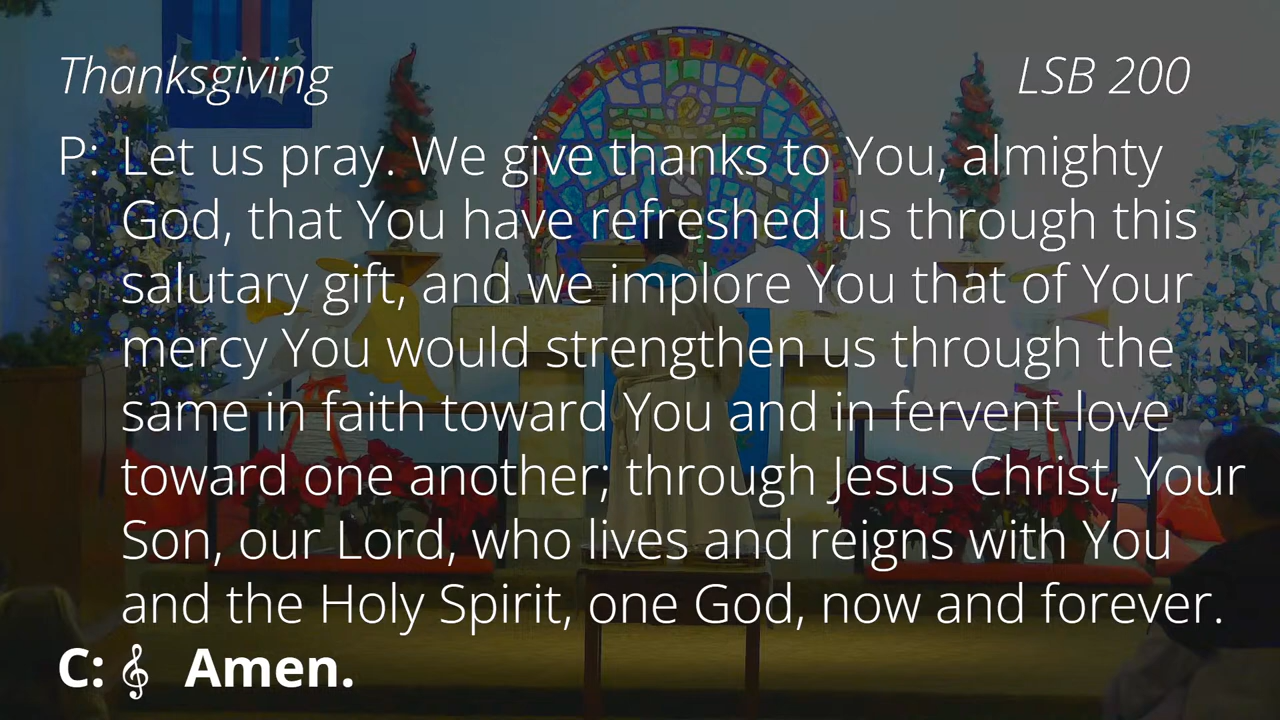 Thanksgiving LSB 200
P: Let us pray. We give thanks to You, almighty
God, that You have refreshed us through this
salutary gift, and we implore You that of Your
mercy You would strengthen us through the
same in faith toward You and in fervent love
toward one another; through Jesus Christ, Your
Son, our Lord, who lives and reigns with You
and the Holy Spirit, one God, now and forever.
C: 𝄞 Amen.